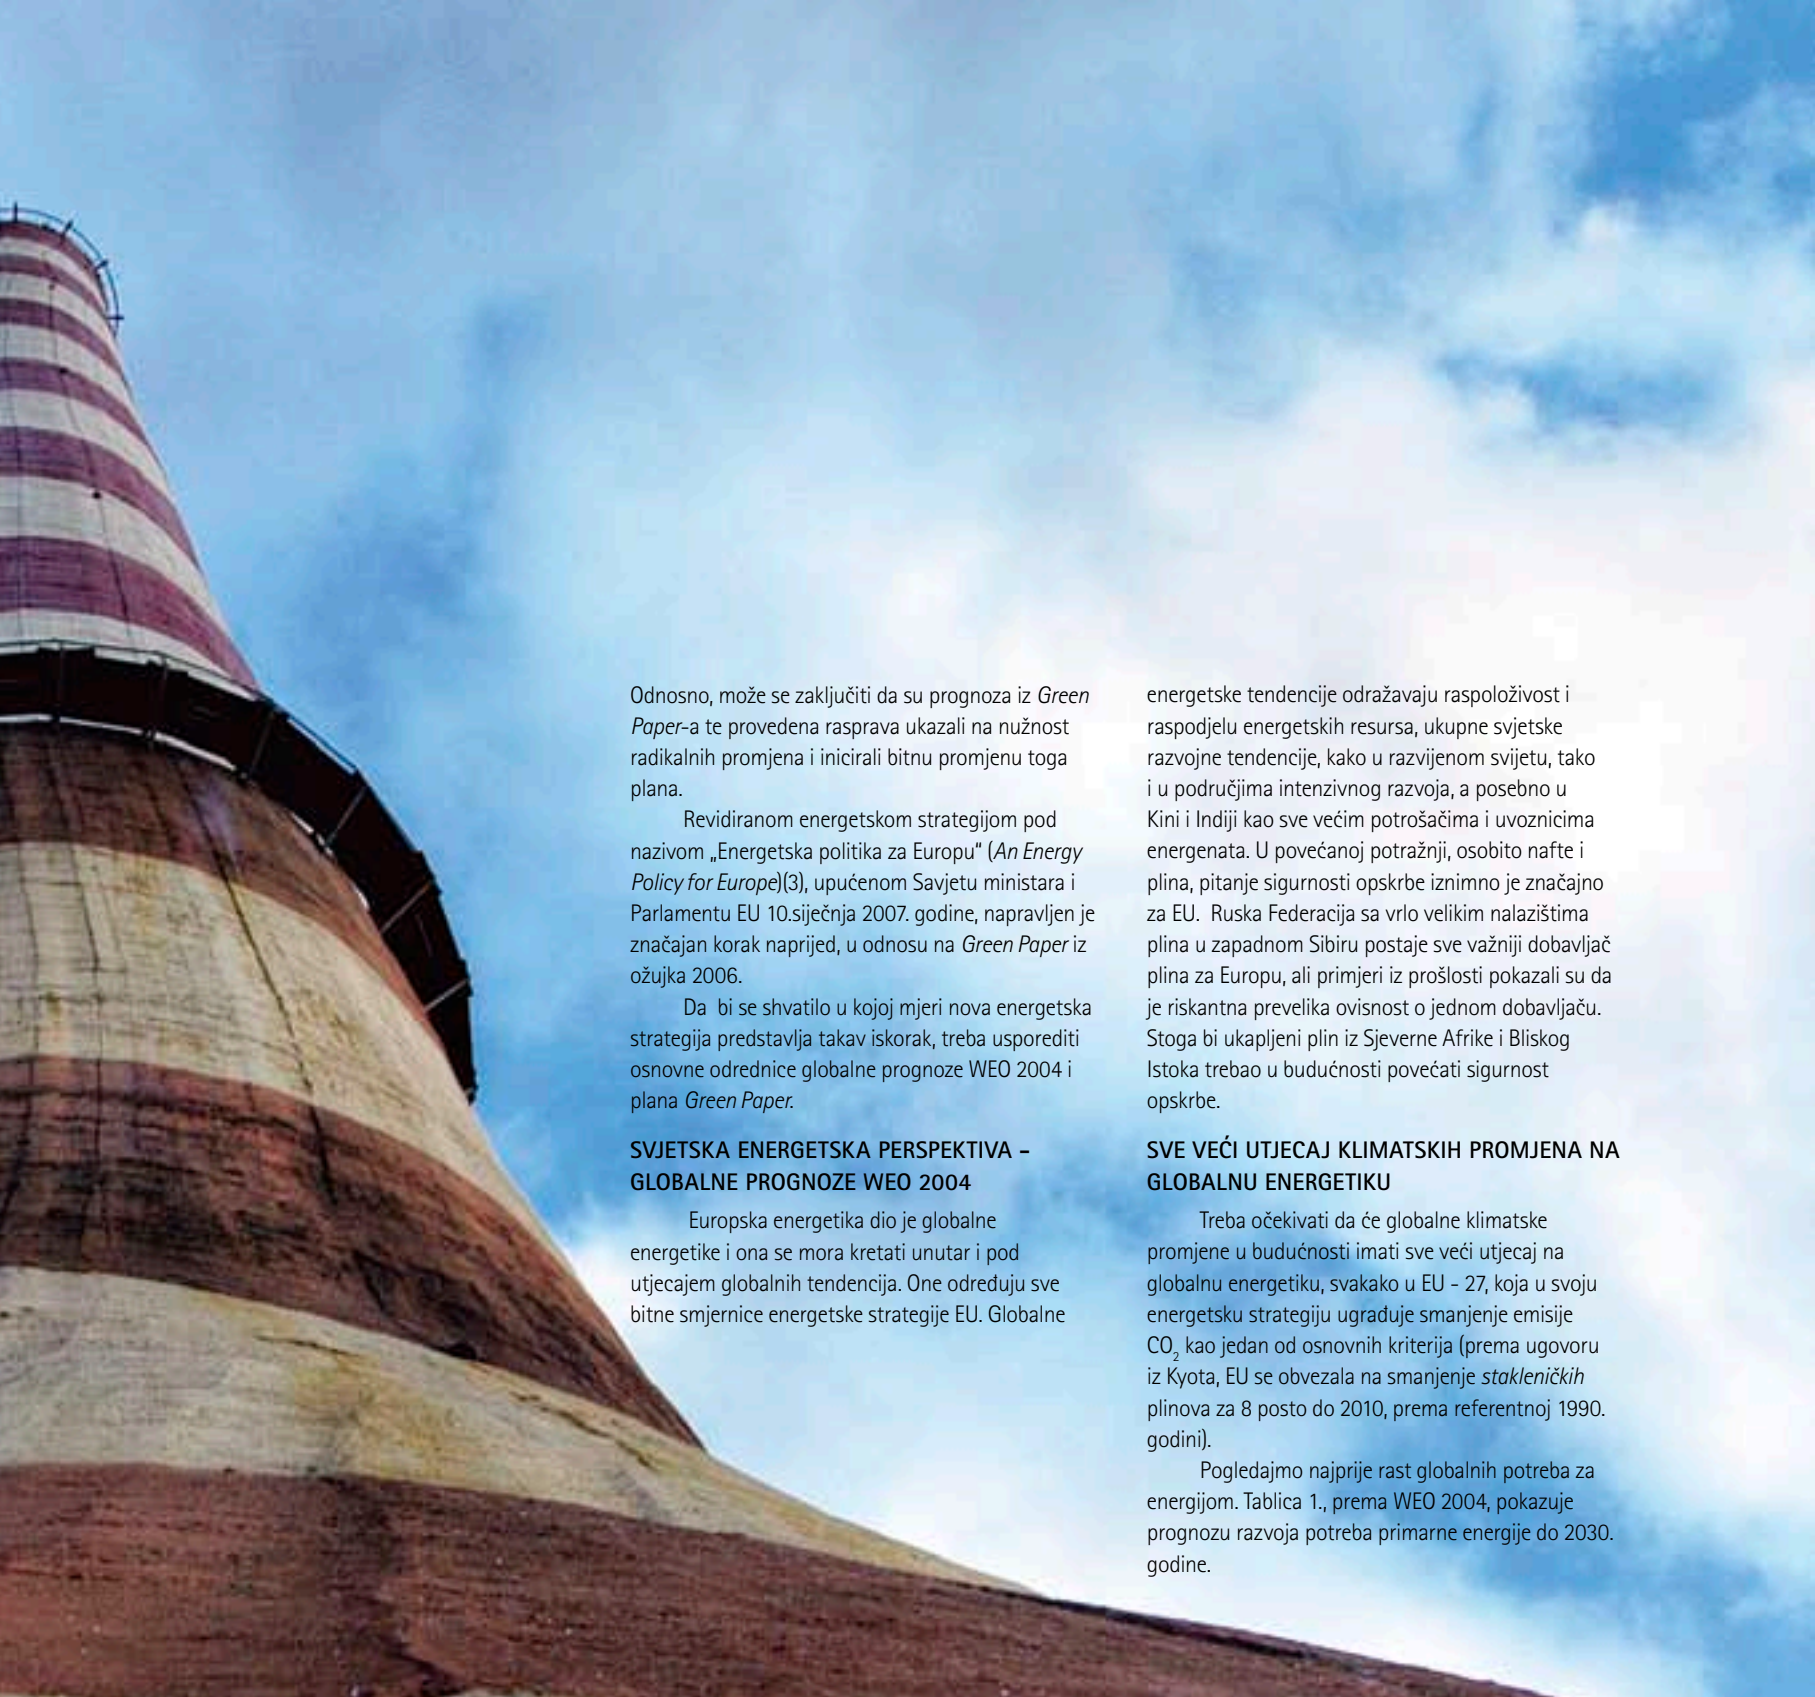 Odnosno, može se zaključiti da su prognoza iz Green
Paper-a te provedena rasprava ukazali na nužnost
radikalnih promjena i inicirali bitnu promjenu toga
plana.
Revidiranom energetskom strategijom pod
nazivom „Energetska politika za Europu“ (An Energy
Policy for Europe)(3), upućenom Savjetu ministara i
Parlamentu EU 10.siječnja 2007. godine, napravljen je
značajan korak naprijed, u odnosu na Green Paper iz
ožujka 2006.
Da  bi se shvatilo u kojoj mjeri nova energetska
strategija predstavlja takav iskorak, treba usporediti
osnovne odrednice globalne prognoze WEO 2004 i
plana Green Paper.
SVJETSKA ENERGETSKA PERSPEKTIVA –
GLOBALNE PROGNOZE WEO 2004
Europska energetika dio je globalne
energetike i ona se mora kretati unutar i pod
utjecajem globalnih tendencija. One određuju sve
bitne smjernice energetske strategije EU. Globalne
energetske tendencije odražavaju raspoloživost i
raspodjelu energetskih resursa, ukupne svjetske
razvojne tendencije, kako u razvijenom svijetu, tako
i u područjima intenzivnog razvoja, a posebno u
Kini i Indiji kao sve većim potrošačima i uvoznicima
energenata. U povećanoj potražnji, osobito nafte i
plina, pitanje sigurnosti opskrbe iznimno je značajno
za EU.  Ruska Federacija sa vrlo velikim nalazištima
plina u zapadnom Sibiru postaje sve važniji dobavljač
plina za Europu, ali primjeri iz prošlosti pokazali su da
je riskantna prevelika ovisnost o jednom dobavljaču.
Stoga bi ukapljeni plin iz Sjeverne Afrike i Bliskog
Istoka trebao u budućnosti povećati sigurnost
opskrbe.
SVE VEĆI UTJECAJ KLIMATSKIH PROMJENA NA
GLOBALNU ENERGETIKU
Treba očekivati da će globalne klimatske
promjene u budućnosti imati sve veći utjecaj na
globalnu energetiku, svakako u EU - 27, koja u svoju
energetsku strategiju ugrađuje smanjenje emisije
CO₂ kao jedan od osnovnih kriterija (prema ugovoru
iz Kyota, EU se obvezala na smanjenje stakleničkih
plinova za 8 posto do 2010, prema referentnoj 1990.
godini).
Pogledajmo najprije rast globalnih potreba za
energijom. Tablica 1., prema WEO 2004, pokazuje
prognozu razvoja potreba primarne energije do 2030.
godine.